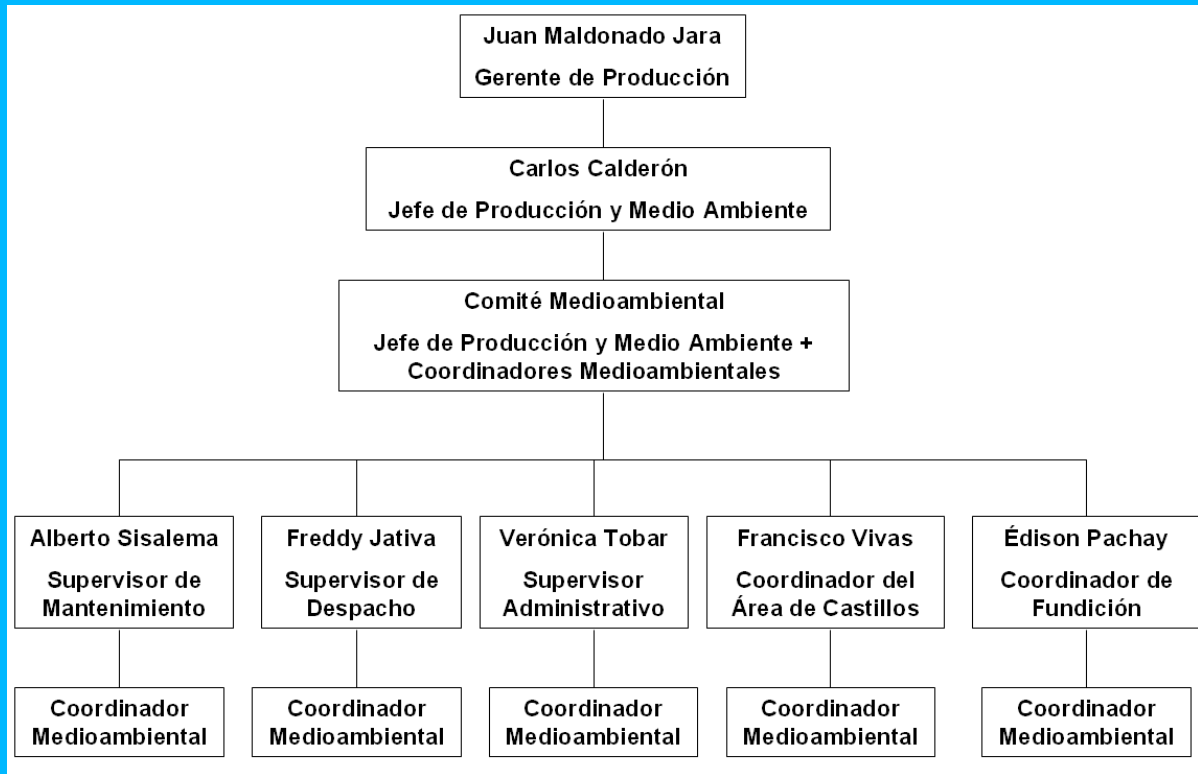 Juan Maldonado Jara
Gerente de Producción
Carlos Calderón
Jefe de Producción y Medio Ambiente
Comité Medioambiental
Jefe de Producción y Medio Ambiente +
Coordinadores Medioambientales
Alberto Sisalema
Supervisor de
Mantenimiento
Freddy Jativa
Supervisor de
Despacho
Verónica Tobar
Supervisor
Administrativo
Francisco Vivas
Coordinador del
Área de Castillos
Édison Pachay
Coordinador de
Fundición
Coordinador
Medioambiental
Coordinador
Medioambiental
Coordinador
Medioambiental
Coordinador
Medioambiental
Coordinador
Medioambiental